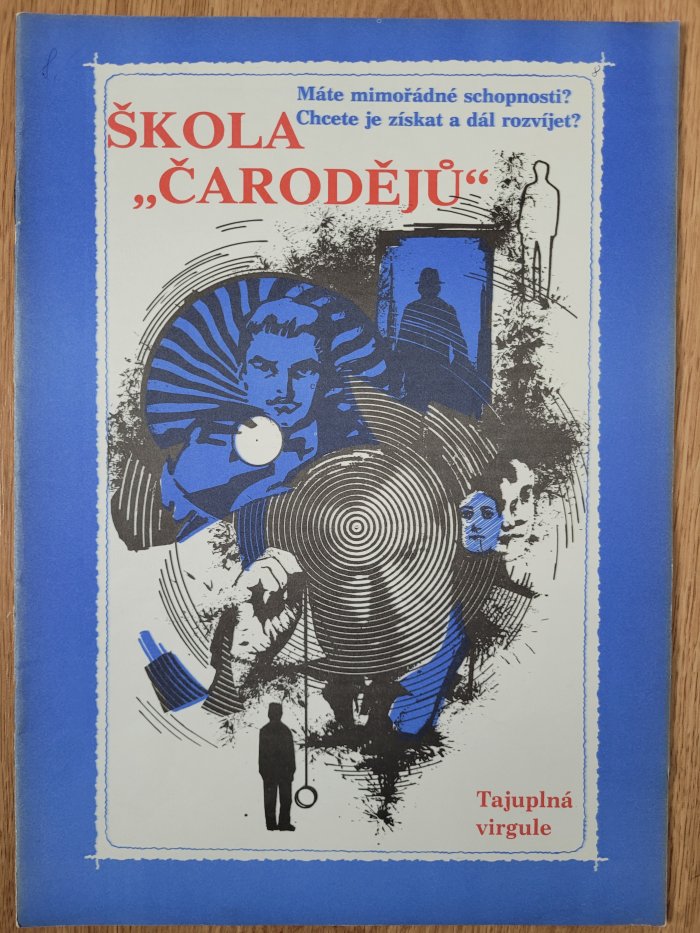 Máte mimořádné schopnosti?
Chcete je získat a dál rozvíjet?
ŠKOLA
„ČARODĚJŮ“
Tajuplná
virgule